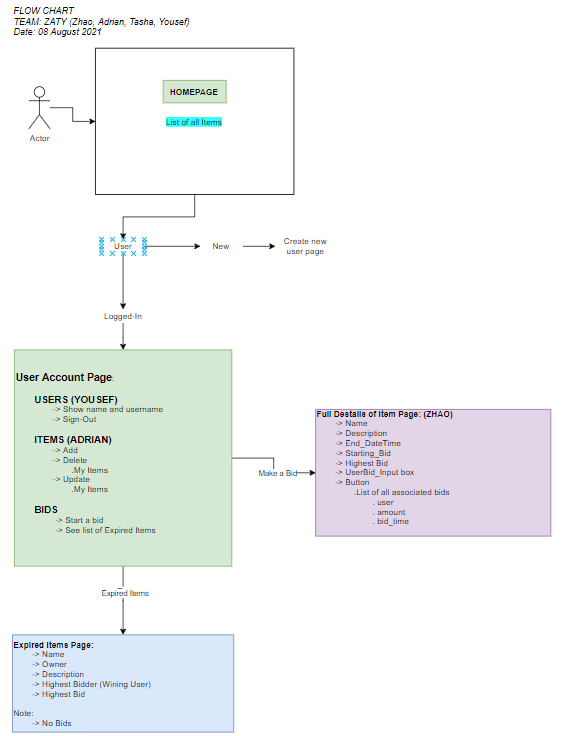 FLOW CHART
TEAM: ZATY (Zhao, Adrian, Tasha, Yousef)
Date: 08 August 2021
HOMEPAGE
List of all Items
Actor
User
New
Create new
user page
Logged-In
User Account Page:
USERS (YOUSEF)
-> Show name and username
-> Sign-Out
ITEMS (ADRIAN)
-> Add
-> Delete
.My Items
-> Update
.My Items
BIDS
-> Start a bid
-> See list of Expired Items
Make a Bid
Full Destails of Item Page: (ZHAO)
-> Name
-> Description
-> End_DateTime
-> Starting_Bid
-> Highest Bid
-> UserBid_Input box
-> Button
.List of all associated bids
. user
. amount
. bid_time
Expired Items
Expired Items Page:
-> Name
-> Owner
-> Description
-> Highest Bidder (Wining User)
-> Highest Bid
Note:
-> No Bids